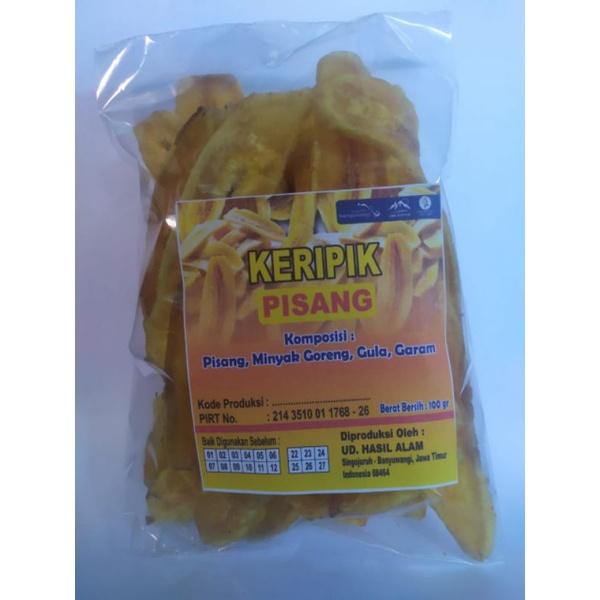 KERIPIK
PISANG
Komposisi :
Pisang, Minyak Goreng, Gula, Garam
Kode Produksi : ....................................
PIRT No. : 214 3510 01 1768 - 26
Berat Bersih : 100 gr
Baik Digunakan Sebelum :
01 02 03 04 05 06
07 08 09 10 11 12
22 23 24
25 26 27
Diproduksi Oleh :
UD. HASIL ALAM
Singojuruh - Banyuwangi, Jawa Timur
Indonesia 68464